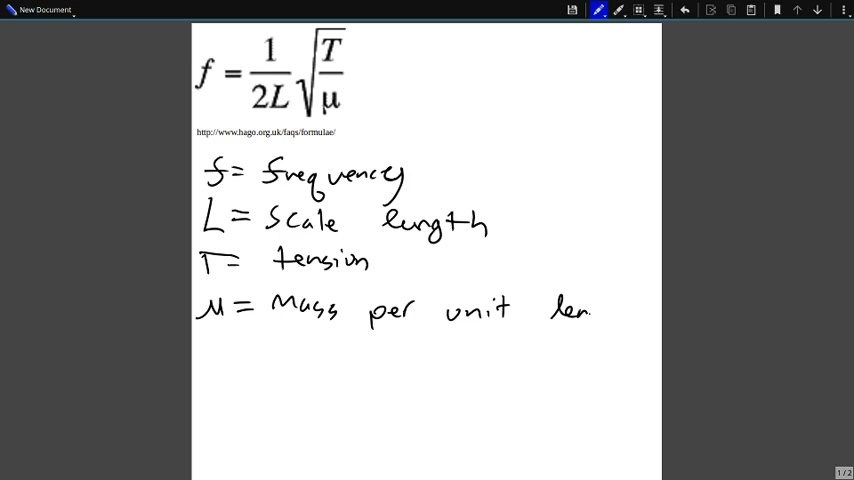 New Document
f = 1/2L √T/μ
http://www.hago.org.uk/faqs/formulae/
f = frequency
L = scale length
T = tension
μ = mass per unit len
1 / 2